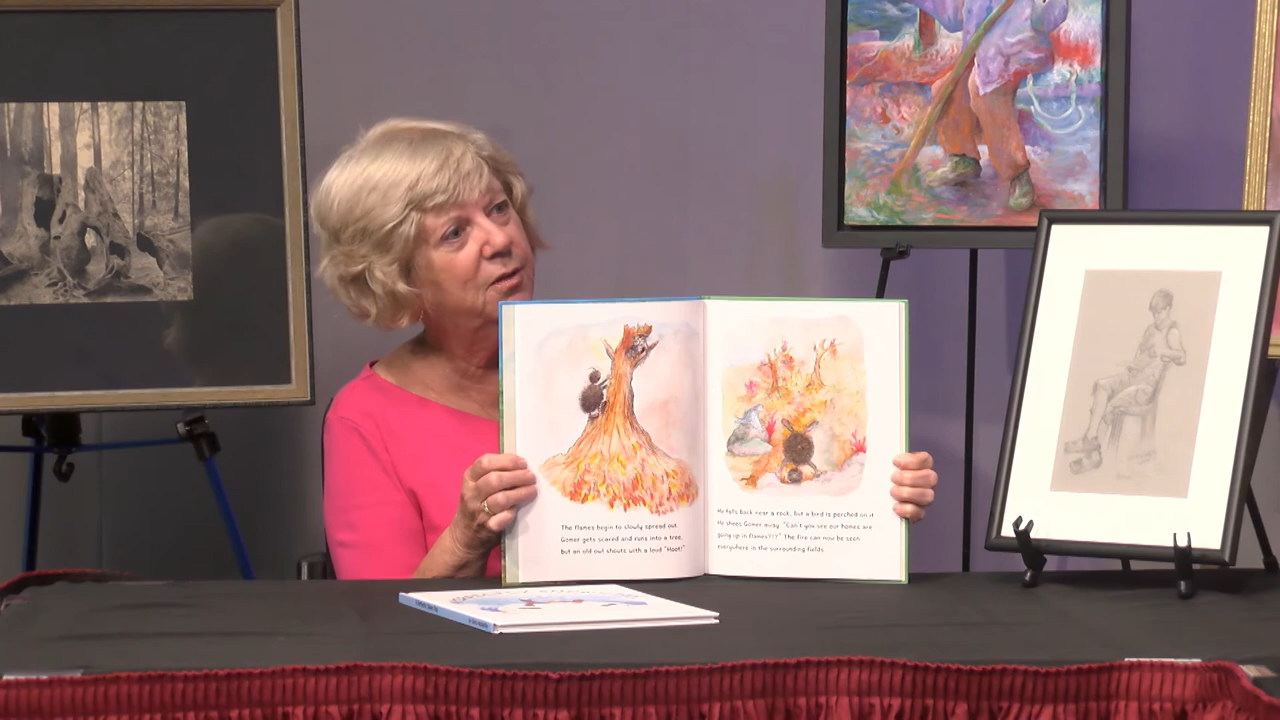 The flames begin to slowly spread out.
Gomer gets scared and runs into a tree,
but an old owl shouts with a loud "Hoot!"
He falls back near a rock, but a bird is perched on it.
He shoos Gomer away. "Can't you see our homes are
going up in flames?!?" The fire can now be seen
everywhere in the surrounding fields.